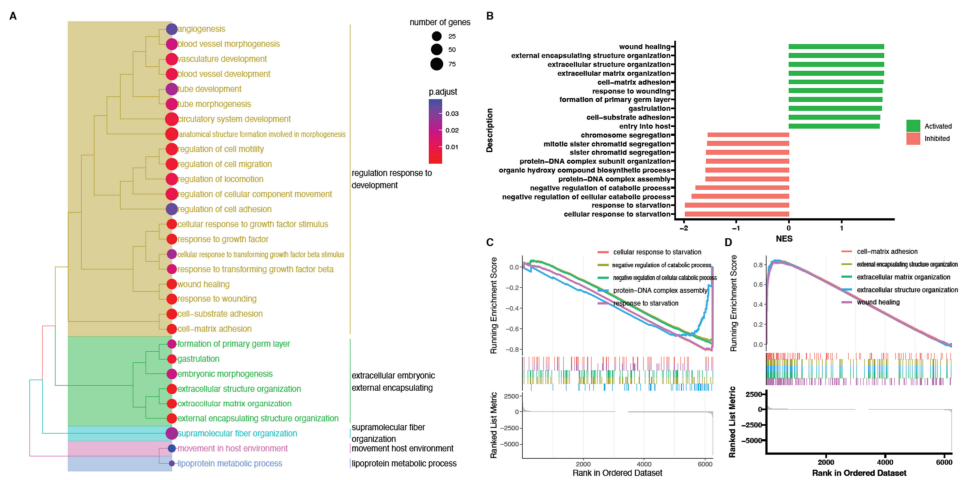 A
angiogenesis
blood vessel morphogenesis
vasculature development
blood vessel development
tube development
tube morphogenesis
circulatory system development
anatomical structure formation involved in morphogenesis
regulation of cell motility
regulation of cell migration
regulation of locomotion
regulation of cellular component movement
regulation of cell adhesion
cellular response to growth factor stimulus
response to growth factor
cellular response to transforming growth factor beta stimulus
response to transforming growth factor beta
wound healing
response to wounding
cell-substrate adhesion
cell-matrix adhesion
formation of primary germ layer
gastrulation
embryonic morphogenesis
extracellular structure organization
extracellular matrix organization
external encapsulating structure organization
supramolecular fiber organization
movement in host environment
lipoprotein metabolic process
regulation response to
development
extracellular embryonic
external encapsulating
supramolecular fiber
organization
movement in host environment
lipoprotein metabolic process
number of genes
25
50
75
p.adjust
0.03
0.02
0.01
B
Description
wound healing
external encapsulating structure organization
extracellular structure organization
extracellular matrix organization
cell-matrix adhesion
response to wounding
formation of primary germ layer
gastrulation
cell-substrate adhesion
entry into host
chromosome segregation
mitotic sister chromatid segregation
sister chromatid segregation
protein-DNA complex subunit organization
organic hydroxy compound biosynthetic process
protein-DNA complex assembly
negative regulation of catabolic process
negative regulation of cellular catabolic process
response to starvation
cellular response to starvation
−2 −1 0 1
NES
Activated
Inhibited
C
Running Enrichment Score
0.0
−0.4
−0.8
cellular response to starvation
negative regulation of catabolic process
negative regulation of cellular catabolic process
protein-DNA complex assembly
response to starvation
Ranked List Metric
2500
0
−2500
−5000
2000 4000 6000
Rank in Ordered Dataset
D
Running Enrichment Score
0.8
0.6
0.4
0.2
0.0
cell-matrix adhesion
external encapsulating structure organization
extracellular matrix organization
extracellular structure organization
wound healing
Ranked List Metric
2500
0
−2500
−5000
2000 4000 6000
Rank in Ordered Dataset